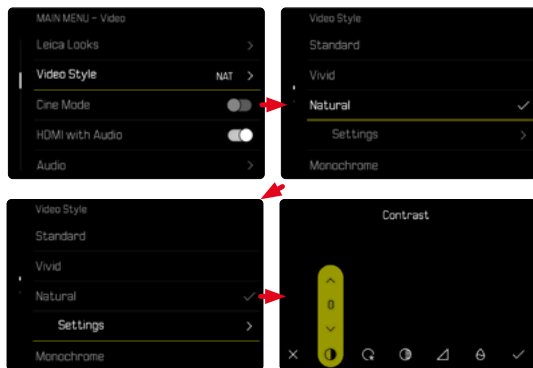 MAIN MENU – Video
Leica Looks
Video Style NAT
Cine Mode
HDMI with Audio
Audio
Video Style
Standard
Vivid
Natural
Settings
Monochrome
Video Style
Standard
Vivid
Natural
Settings
Monochrome
Contrast
0